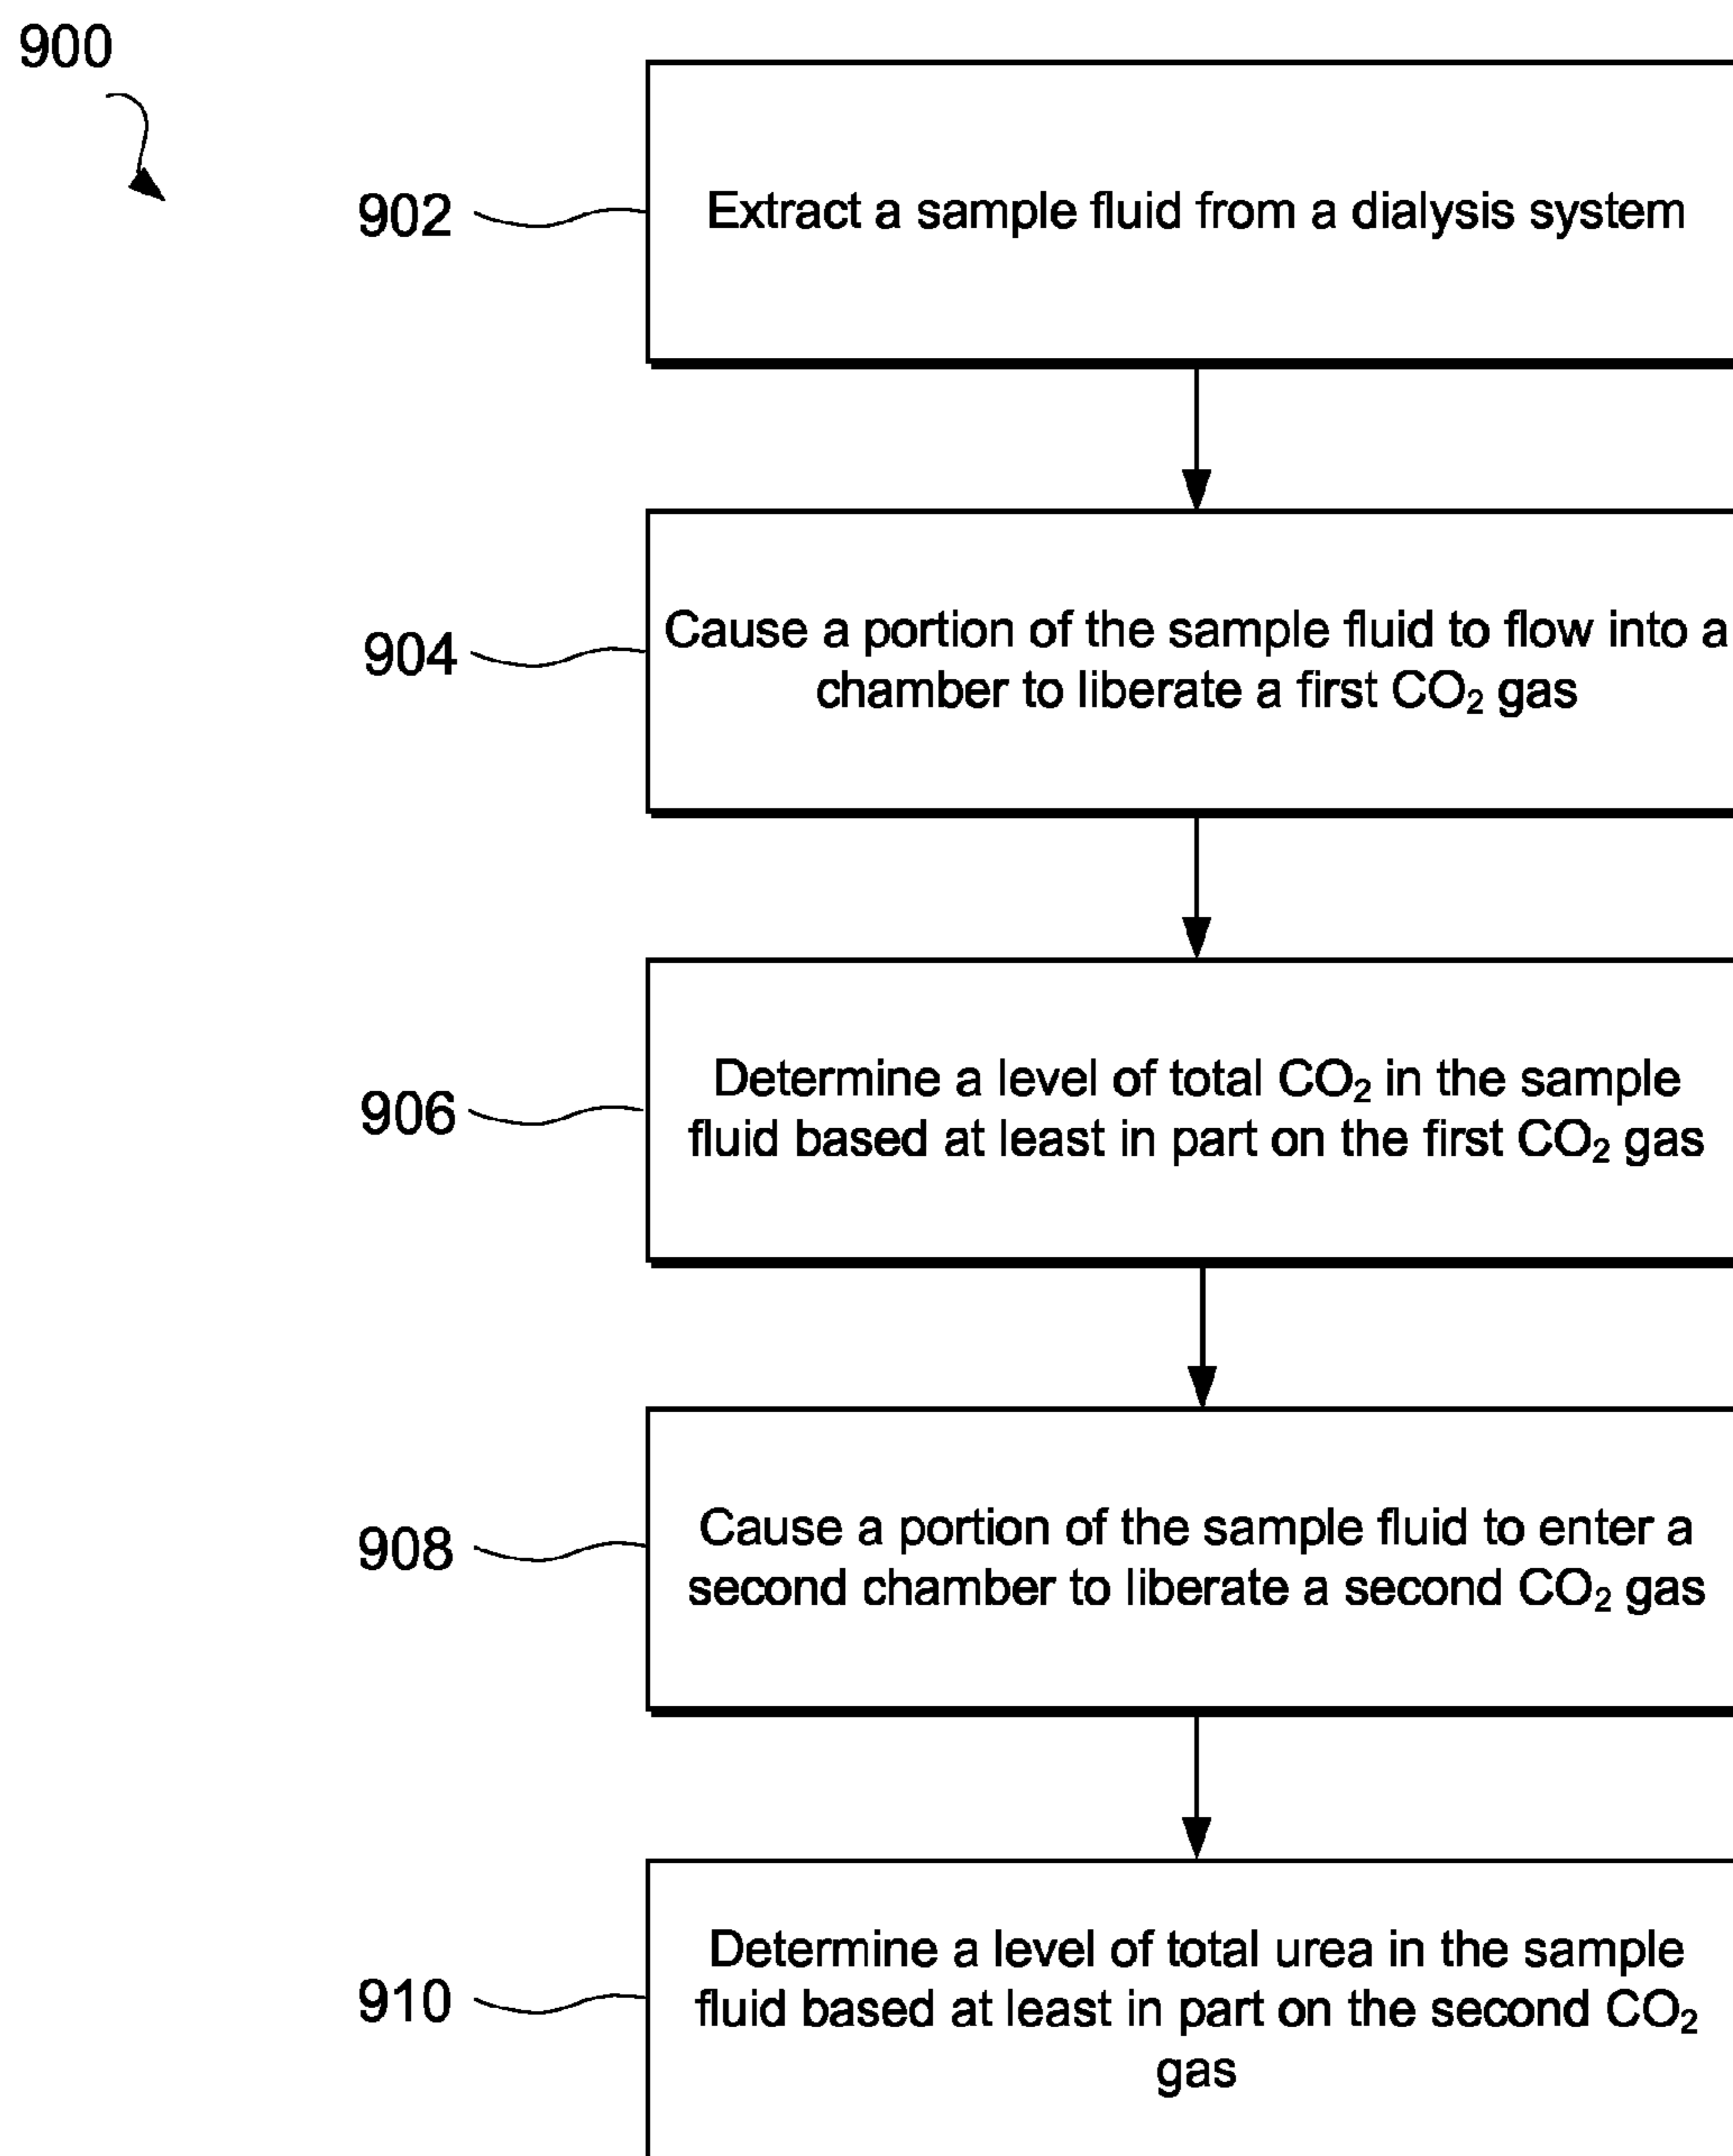 900
902
Extract a sample fluid from a dialysis system
904
Cause a portion of the sample fluid to flow into a
chamber to liberate a first CO₂ gas
906
Determine a level of total CO₂ in the sample
fluid based at least in part on the first CO₂ gas
908
Cause a portion of the sample fluid to enter a
second chamber to liberate a second CO₂ gas
910
Determine a level of total urea in the sample
fluid based at least in part on the second CO₂
gas